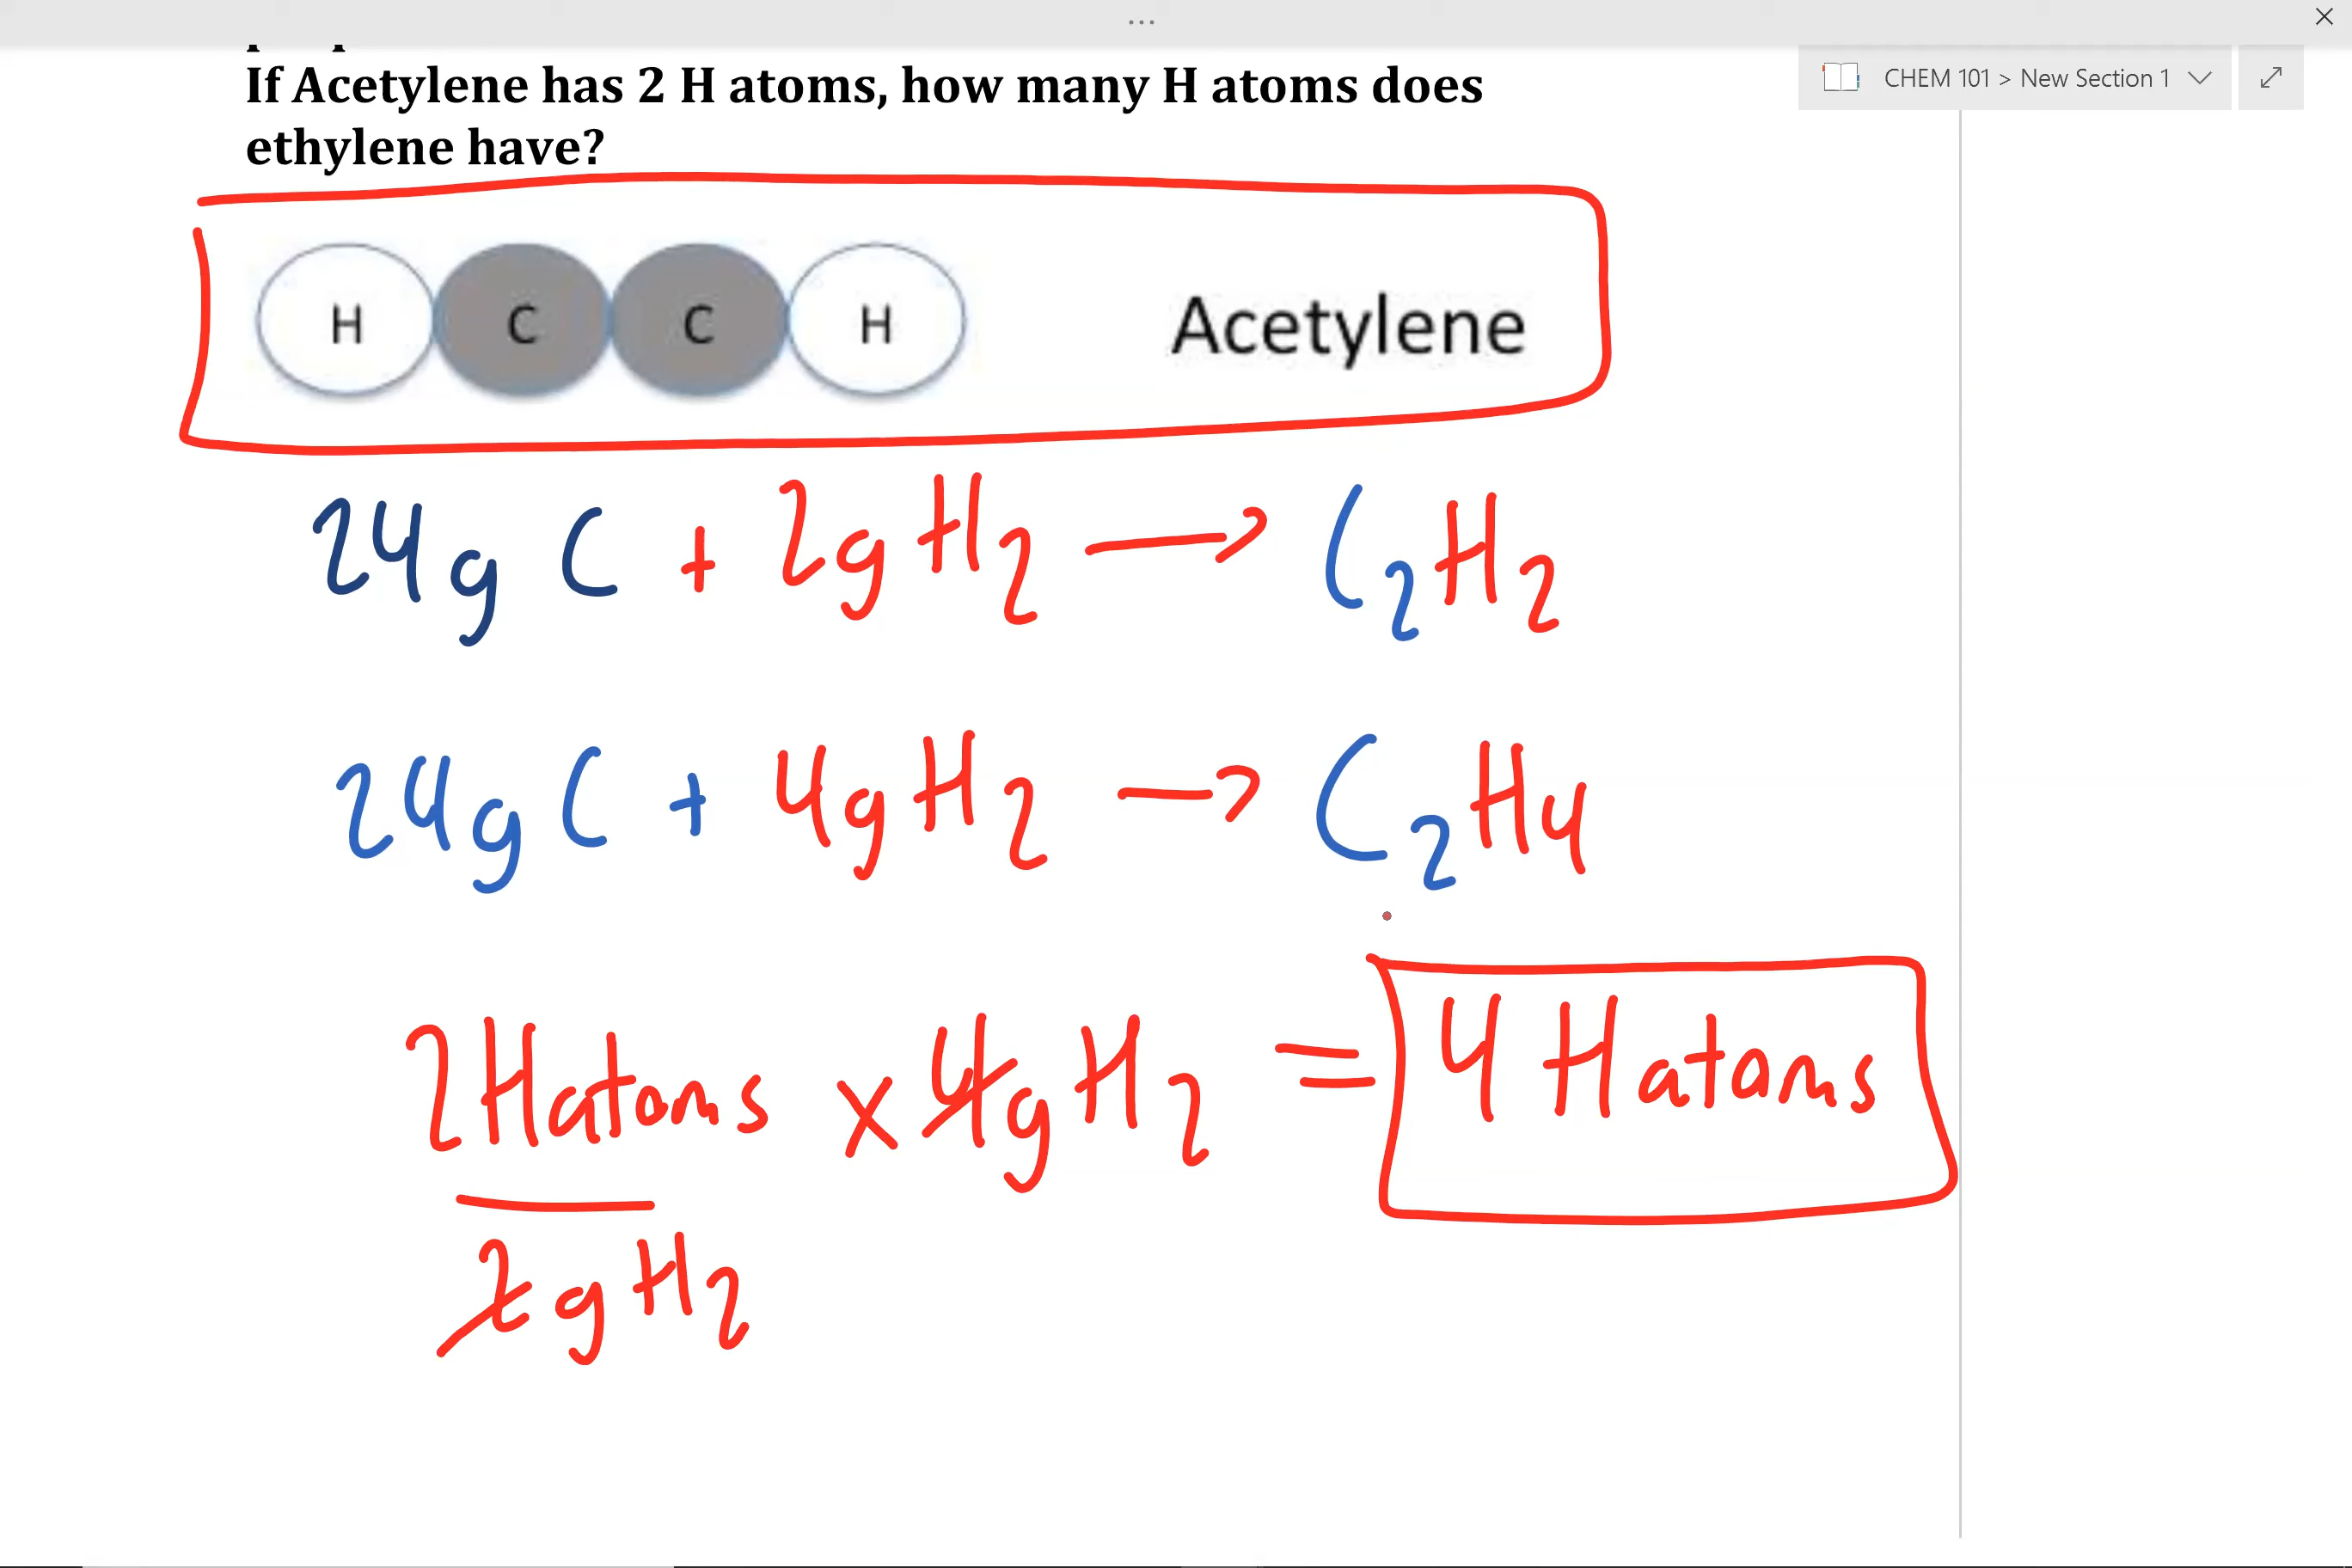 ...
CHEM 101 > New Section 1
If Acetylene has 2 H atoms, how many H atoms does
ethylene have?
H C C H Acetylene
24g C + 2g H2 → C2H2
24g C + 4g H2 → C2H4
2 H atoms x 4g H2 = 4 H atoms
2g H2